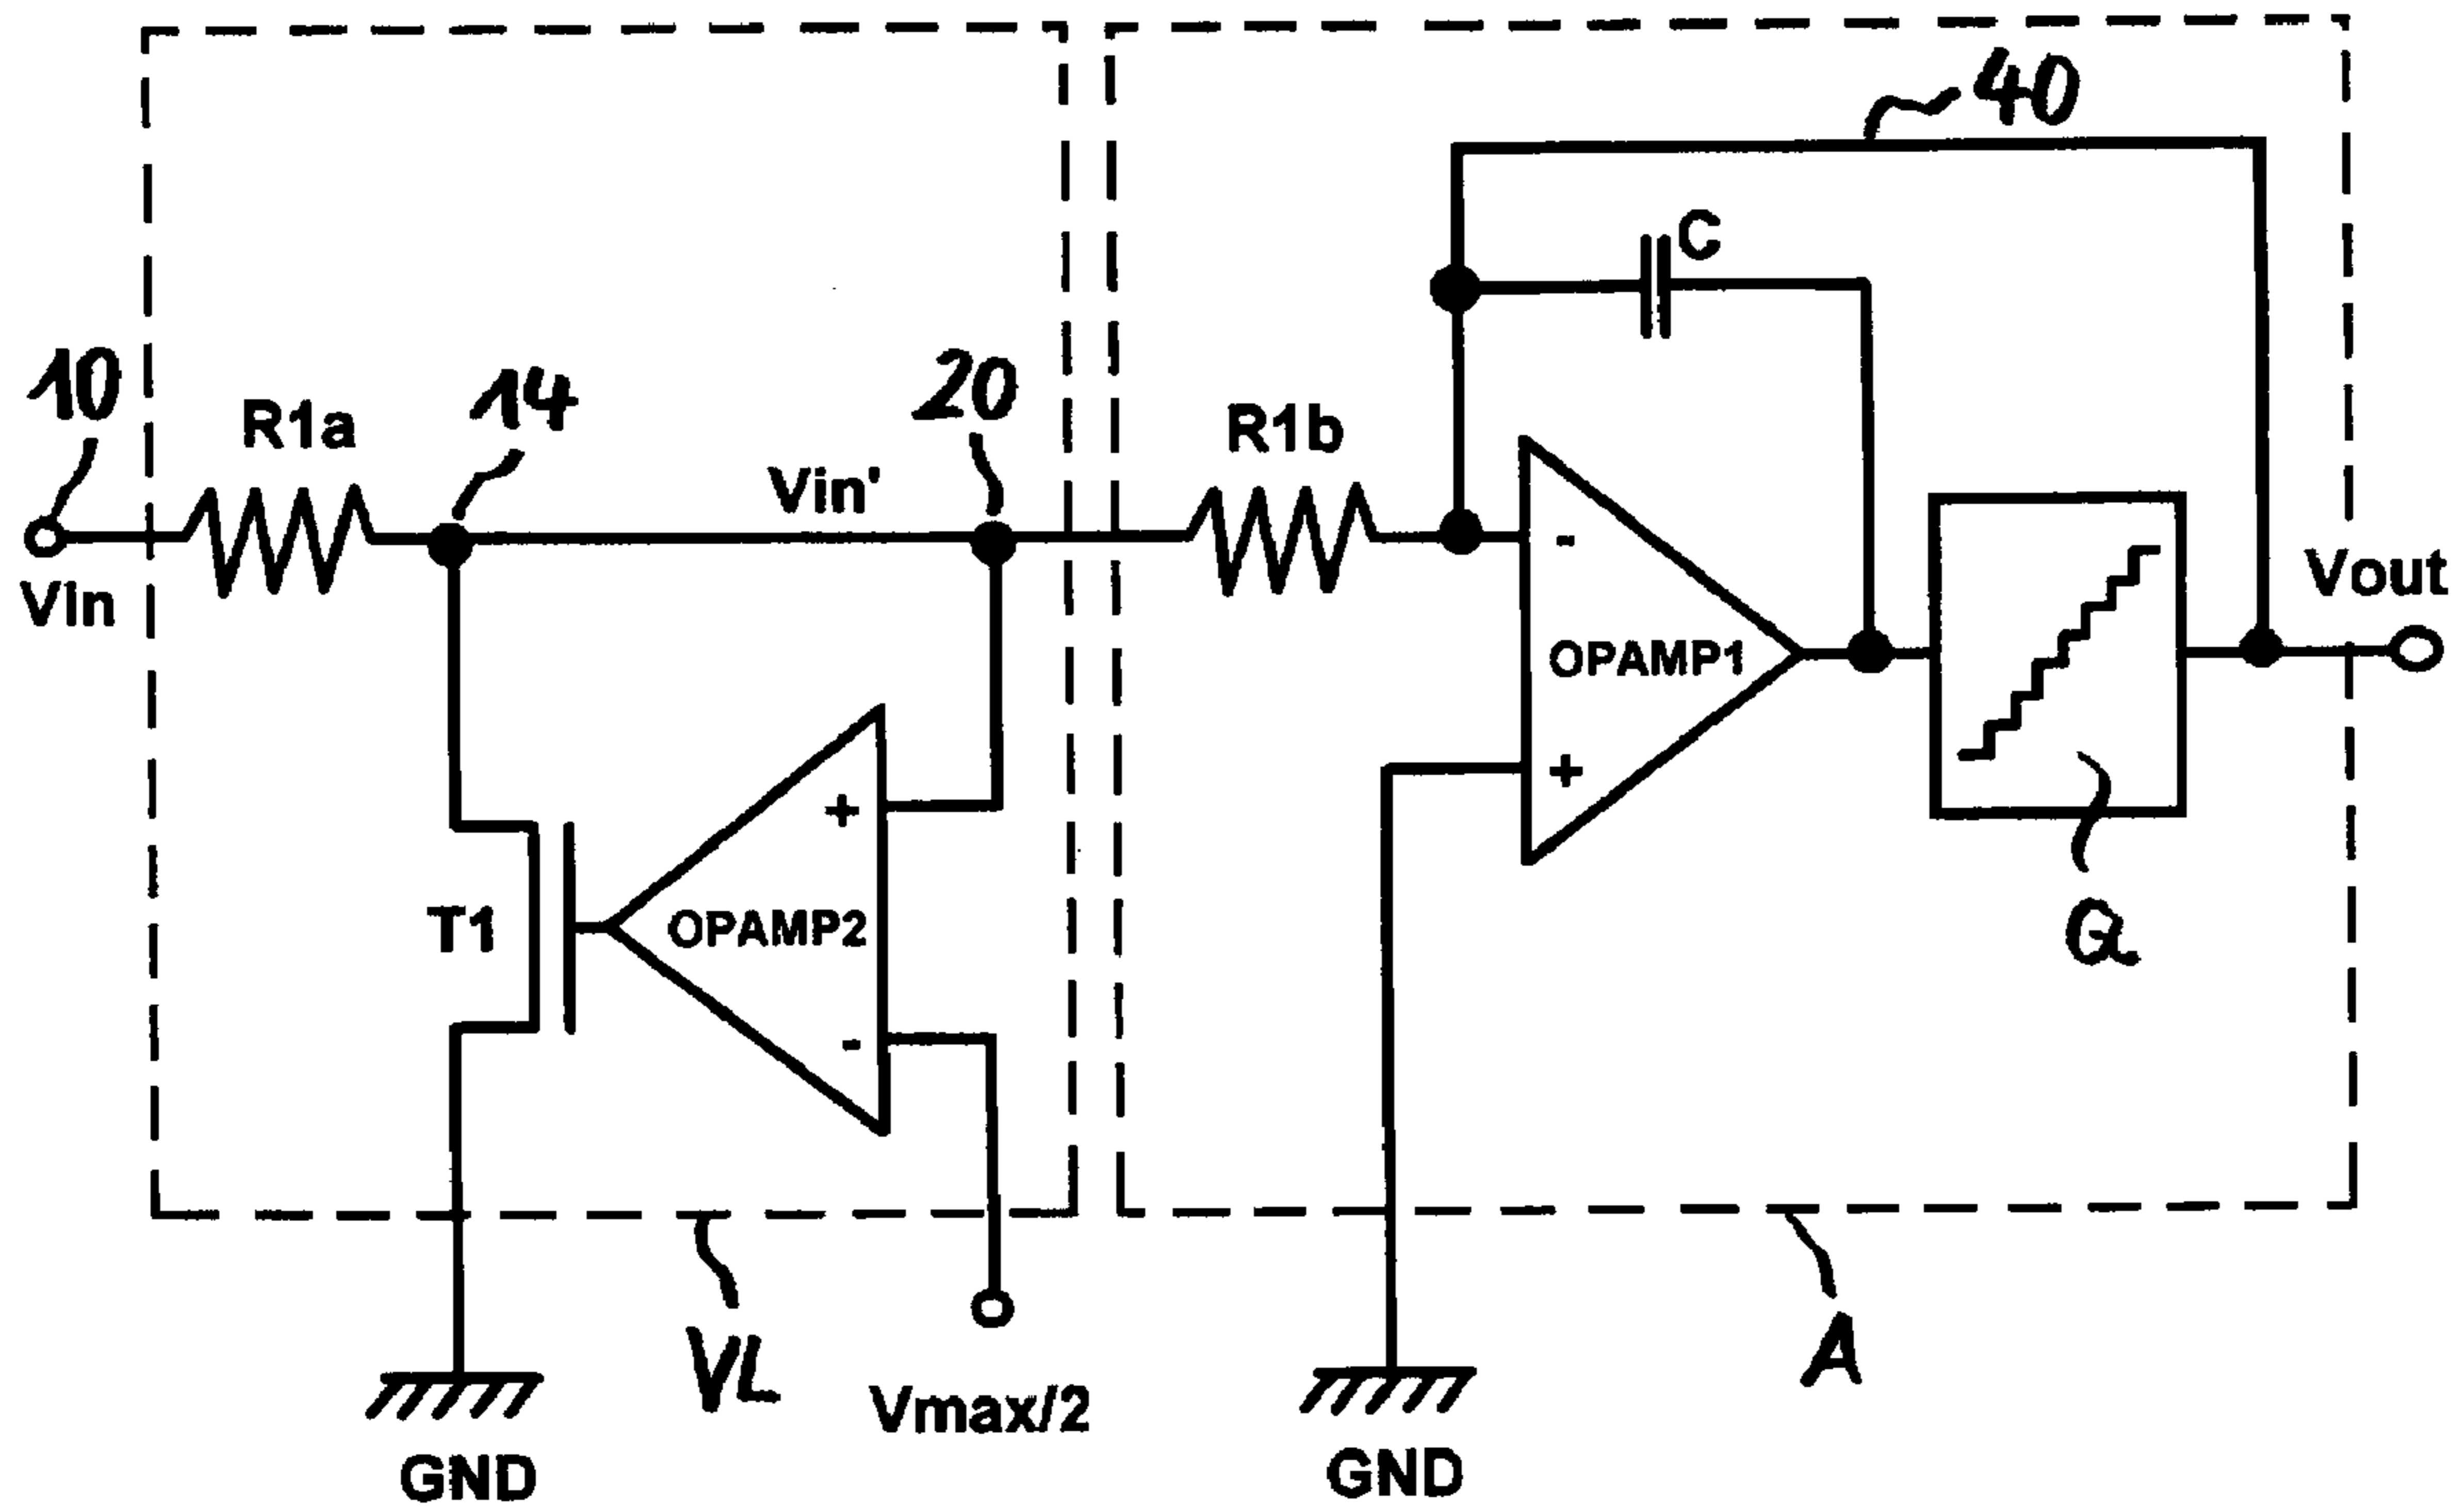 40
C
10
14
20
R1a
R1b
Vin'
-
Vin
Vout
OPAMP1
+
+
T1
OPAMP2
Q
-
VL
A
Vmax/2
GND
GND